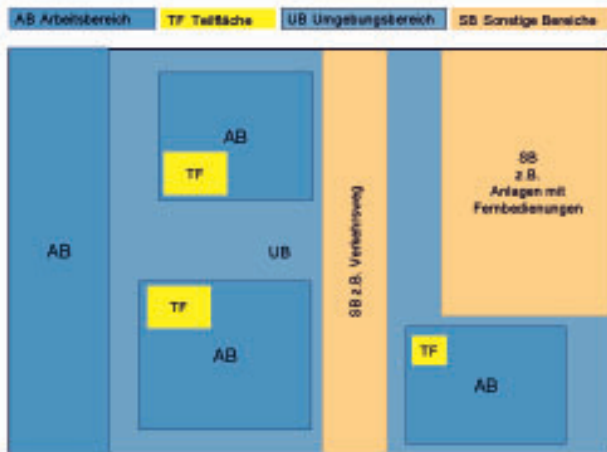 AB Arbeitsbereich
TF Teilfläche
UB Umgebungsbereich
SB Sonstige Bereiche
AB
TF
SB
z.B.
Anlagen mit
Fernbedienungen
SB z.B. Verkehrsweg
AB
UB
TF
AB
TF
AB